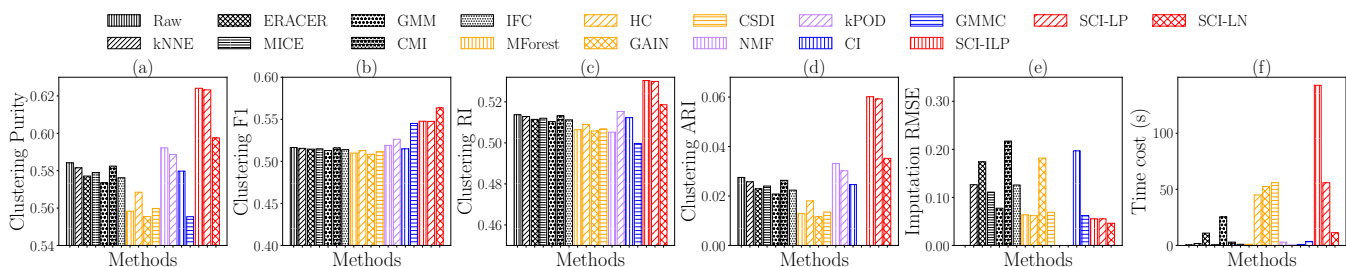 Raw ERACER GMM IFC HC CSDI kPOD GMMC SCI-LP SCI-LN
kNNE MICE CMI MForest GAIN NMF CI SCI-ILP
(a) (b) (c) (d) (e) (f)
Clustering Purity
0.62
0.60
0.58
0.56
0.54
Methods
Clustering F1
0.60
0.55
0.50
0.45
0.40
Methods
Clustering RI
0.52
0.50
0.48
0.46
Methods
Clustering ARI
0.06
0.04
0.02
0.00
Methods
Imputation RMSE
0.30
0.20
0.10
0.00
Methods
Time cost (s)
100
50
0
Methods